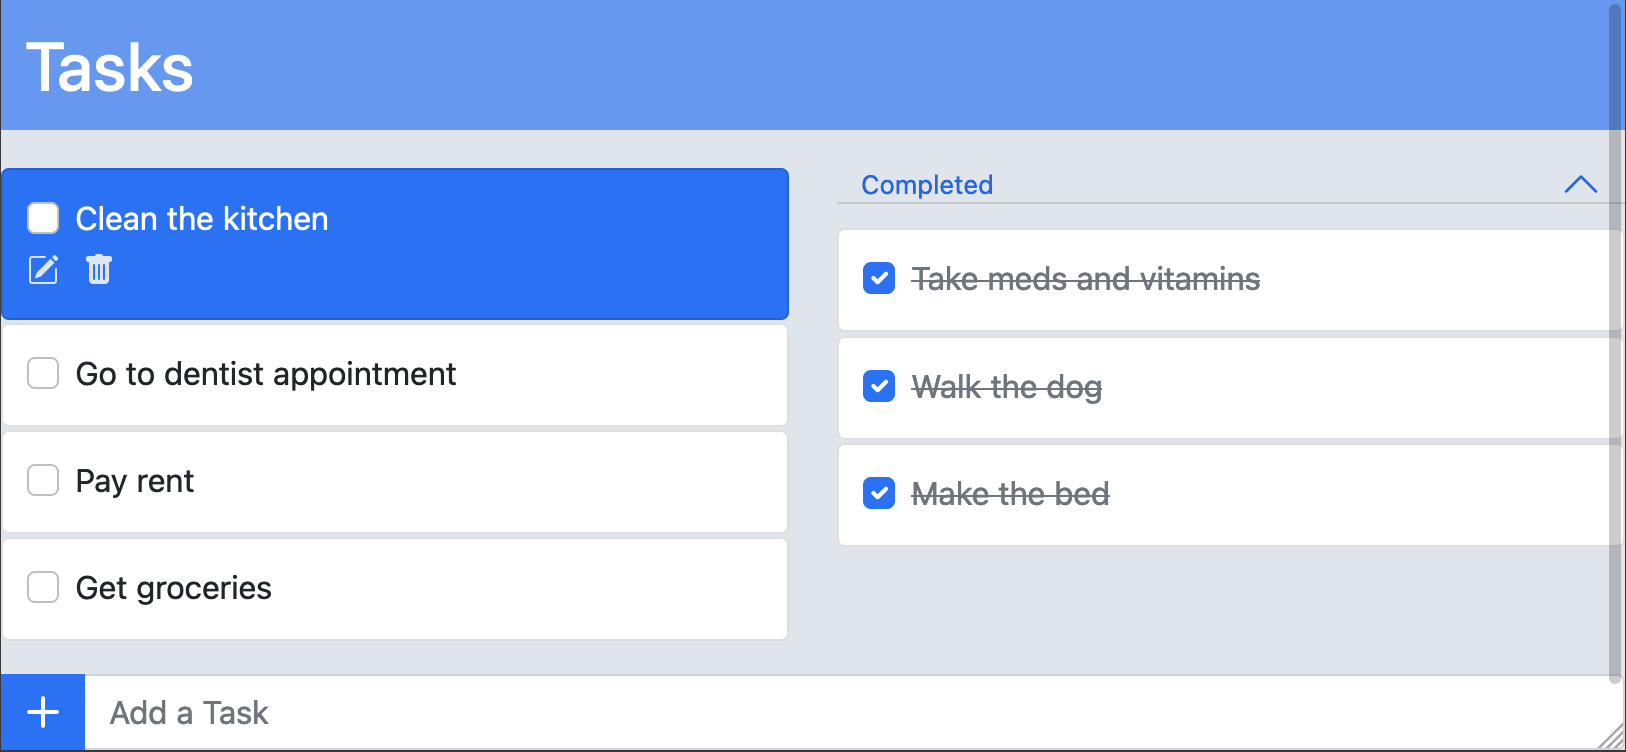 Tasks
Clean the kitchen
Go to dentist appointment
Pay rent
Get groceries
Completed
Take meds and vitamins
Walk the dog
Make the bed
Add a Task